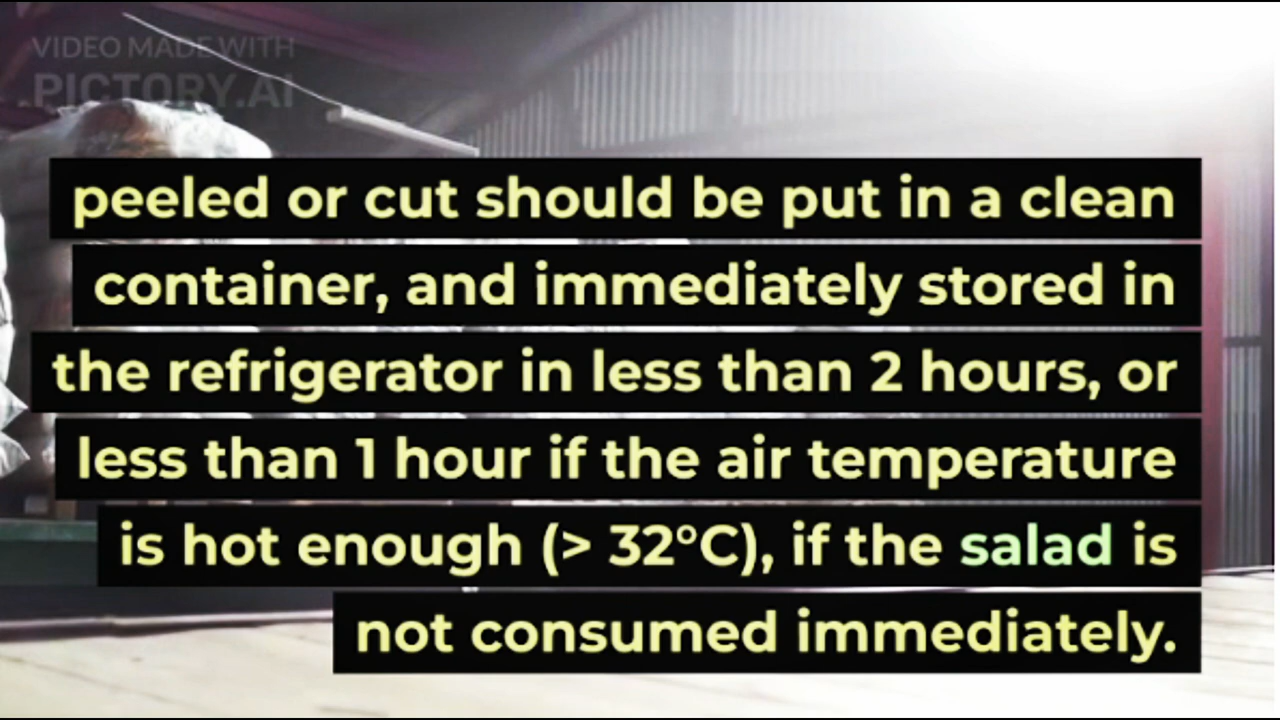 VIDEO MADE WITH
PICTORY.AI
peeled or cut should be put in a clean
container, and immediately stored in
the refrigerator in less than 2 hours, or
less than 1 hour if the air temperature
is hot enough (> 32°C), if the salad is
not consumed immediately.